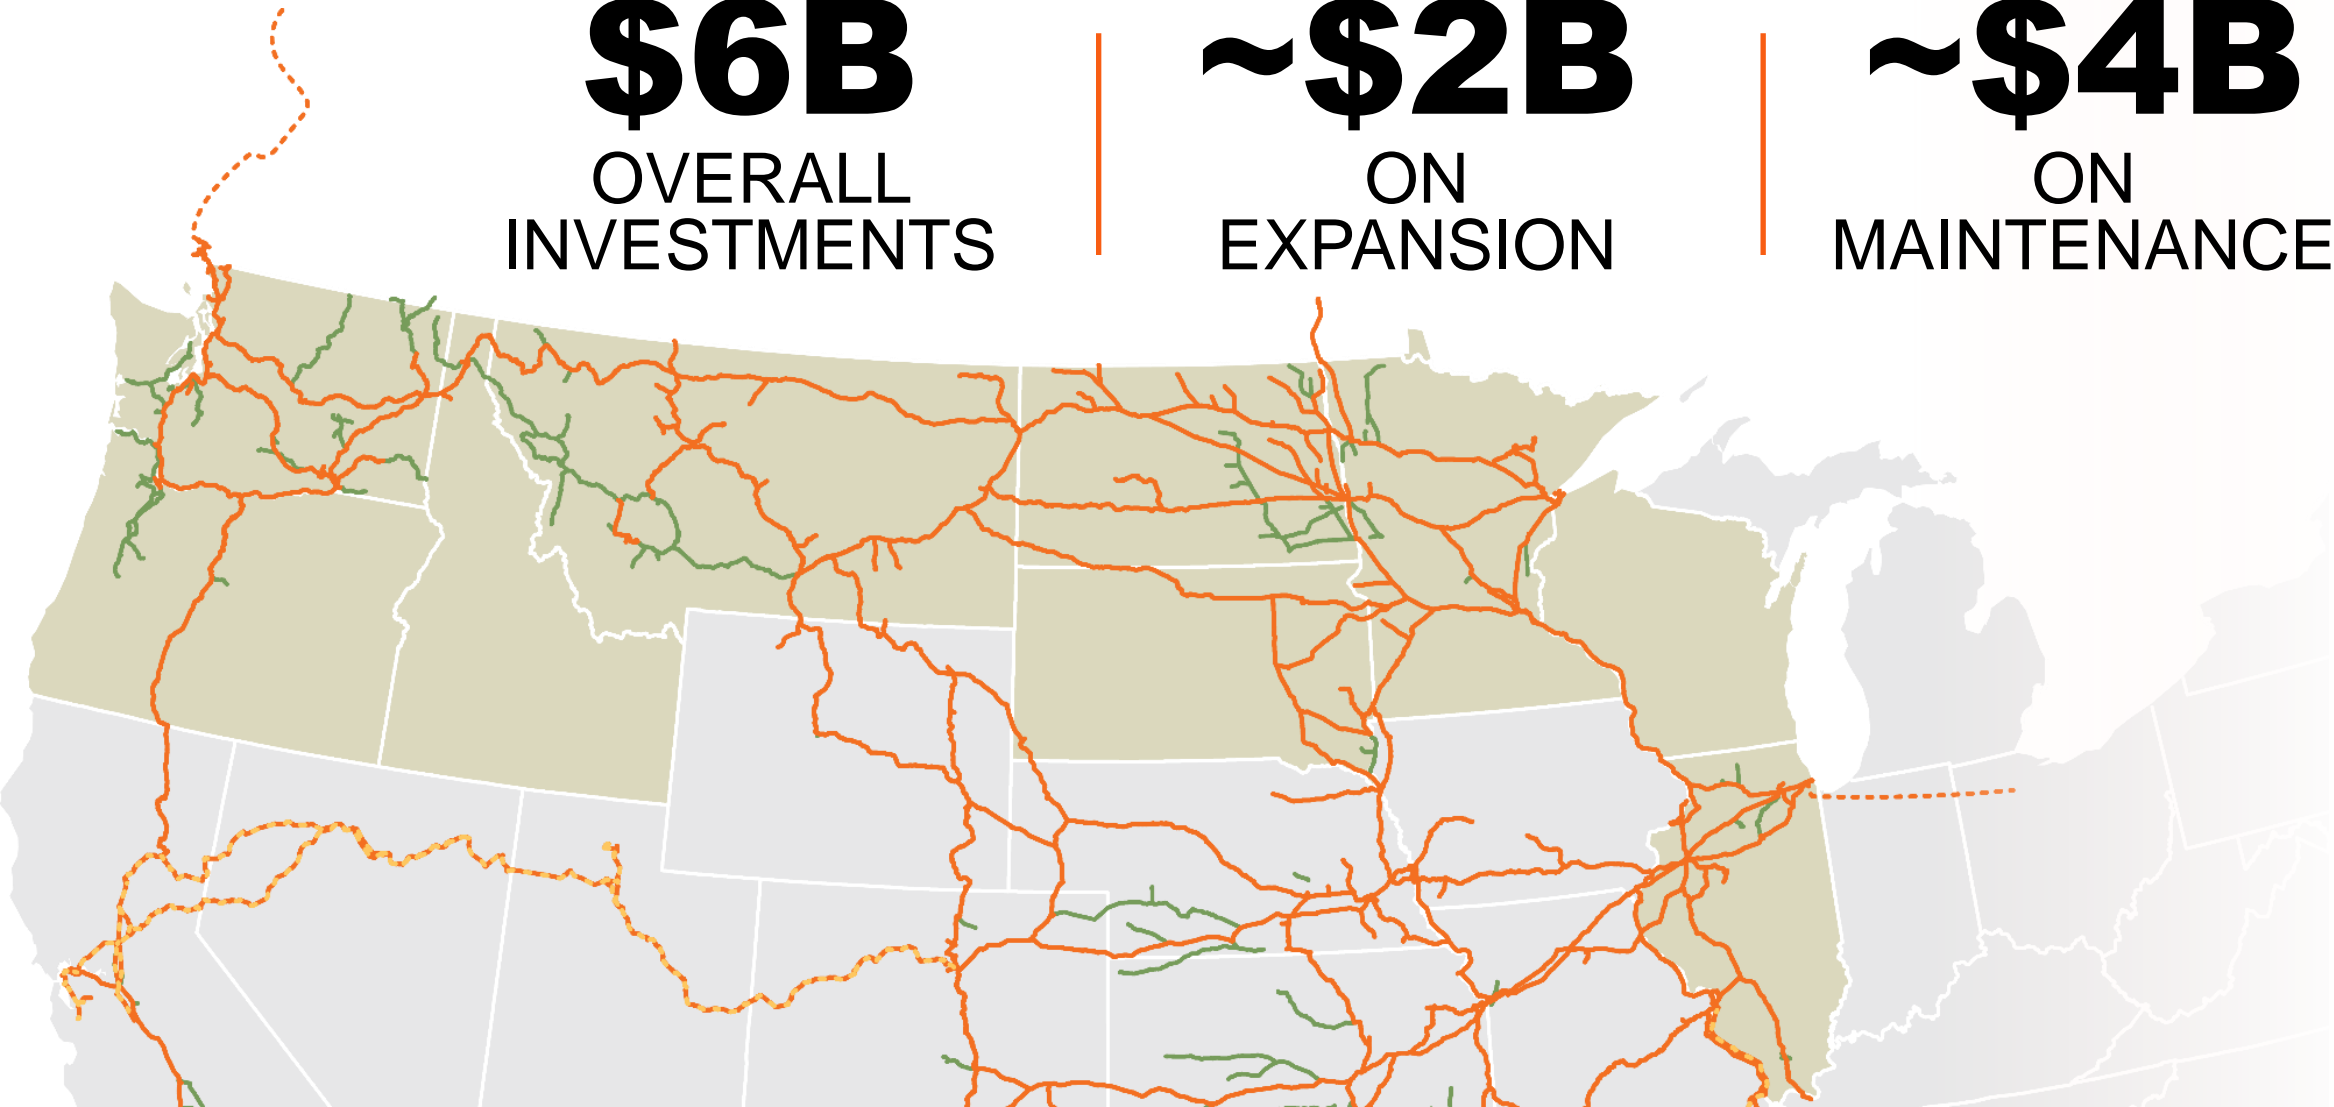 $6B
OVERALL
INVESTMENTS
~$2B
ON
EXPANSION
~$4B
ON
MAINTENANCE